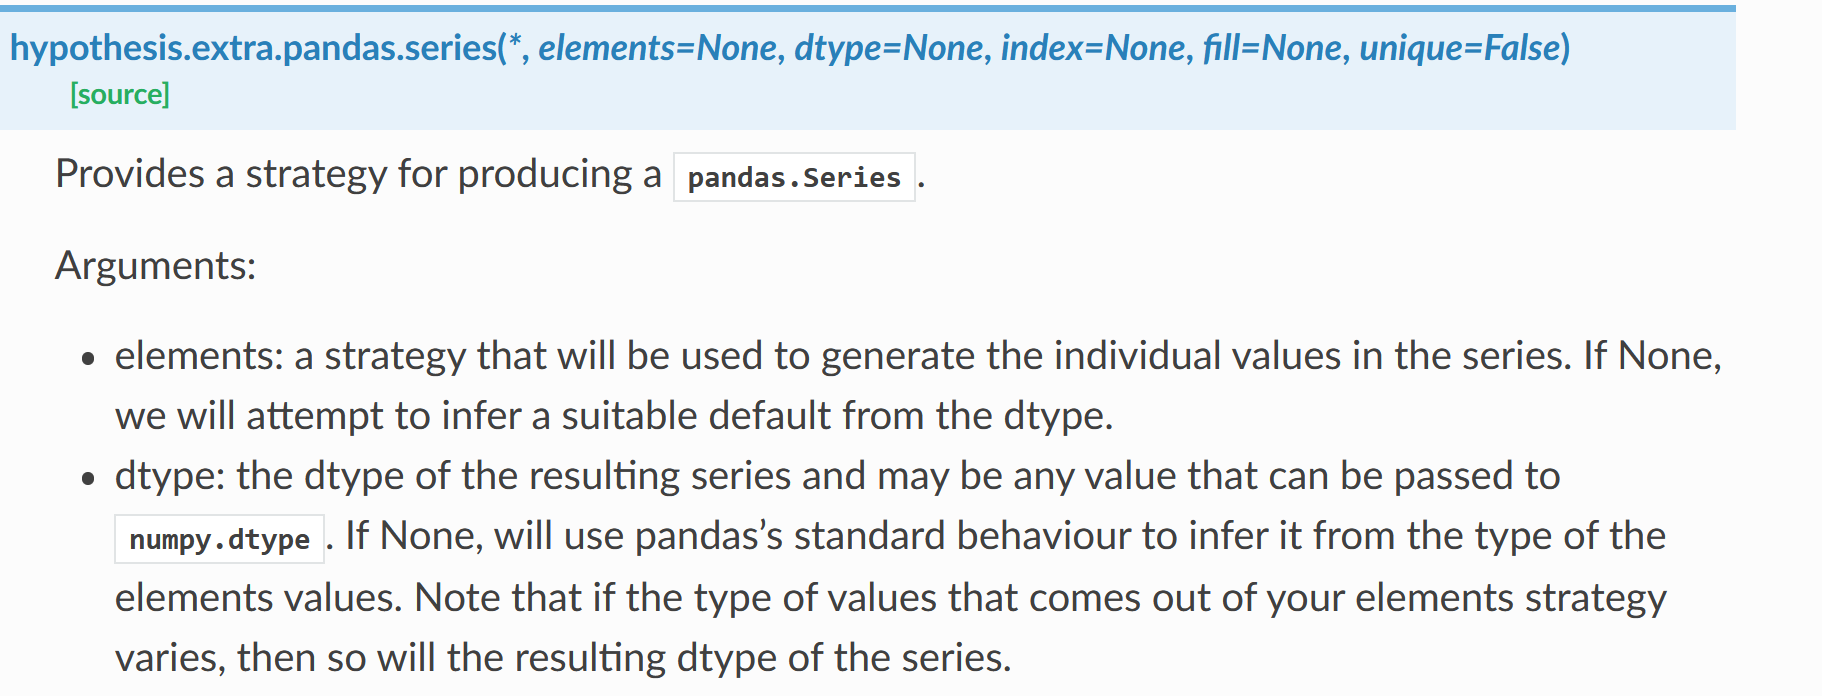 hypothesis.extra.pandas.series(*, elements=None, dtype=None, index=None, fill=None, unique=False)
[source]
Provides a strategy for producing a pandas.Series .
Arguments:
• elements: a strategy that will be used to generate the individual values in the series. If None,
we will attempt to infer a suitable default from the dtype.
• dtype: the dtype of the resulting series and may be any value that can be passed to
numpy.dtype . If None, will use pandas’s standard behaviour to infer it from the type of the
elements values. Note that if the type of values that comes out of your elements strategy
varies, then so will the resulting dtype of the series.